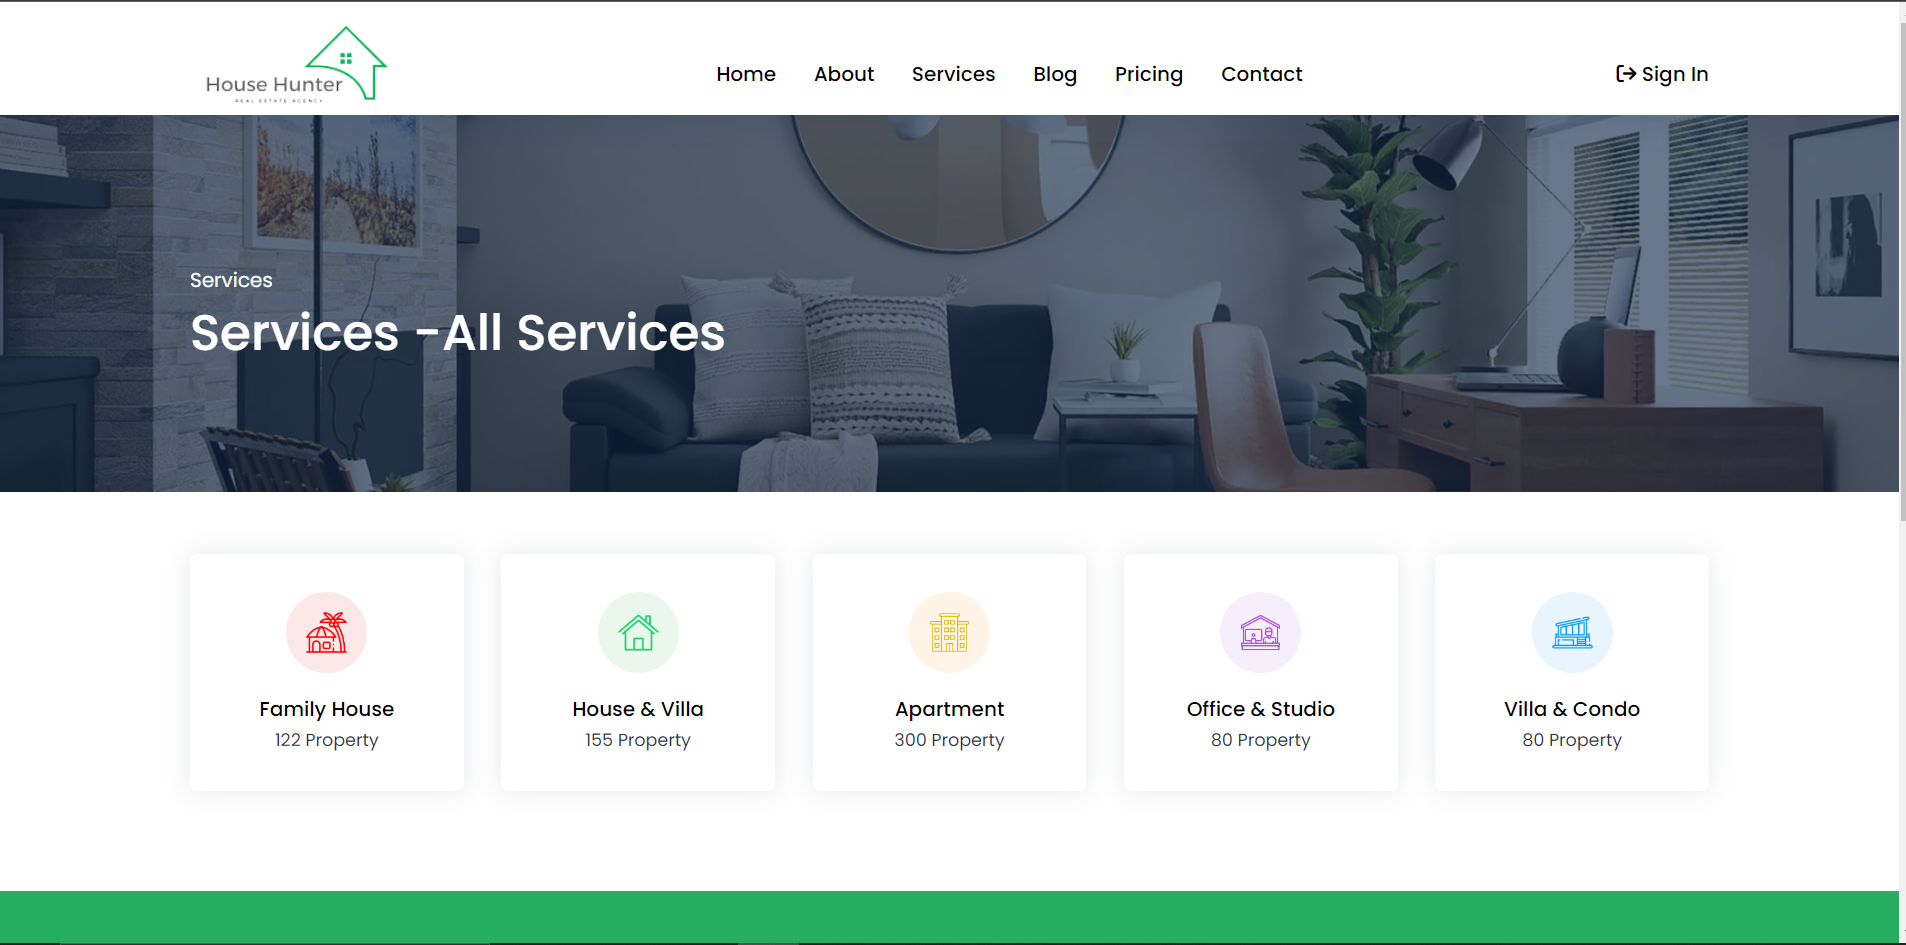 House Hunter
REAL ESTATE AGENCY
Home About Services Blog Pricing Contact
Sign In
Services
Services -All Services
Family House
122 Property
House & Villa
155 Property
Apartment
300 Property
Office & Studio
80 Property
Villa & Condo
80 Property